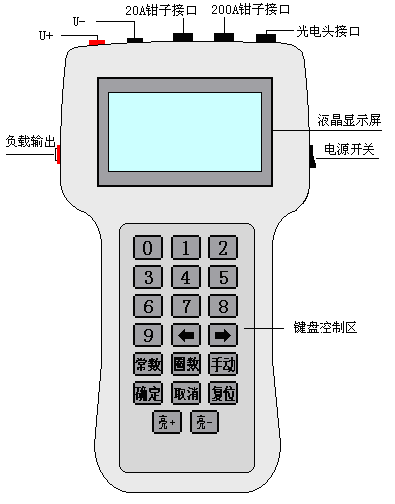 20A钳子接口
200A钳子接口
U-
U+
光电头接口
液晶显示屏
负载输出
电源开关
0 1 2
3 4 5
6 7 8
9 ← →
键盘控制区
常数 圈数 手动
确定 取消 复位
亮+ 亮-